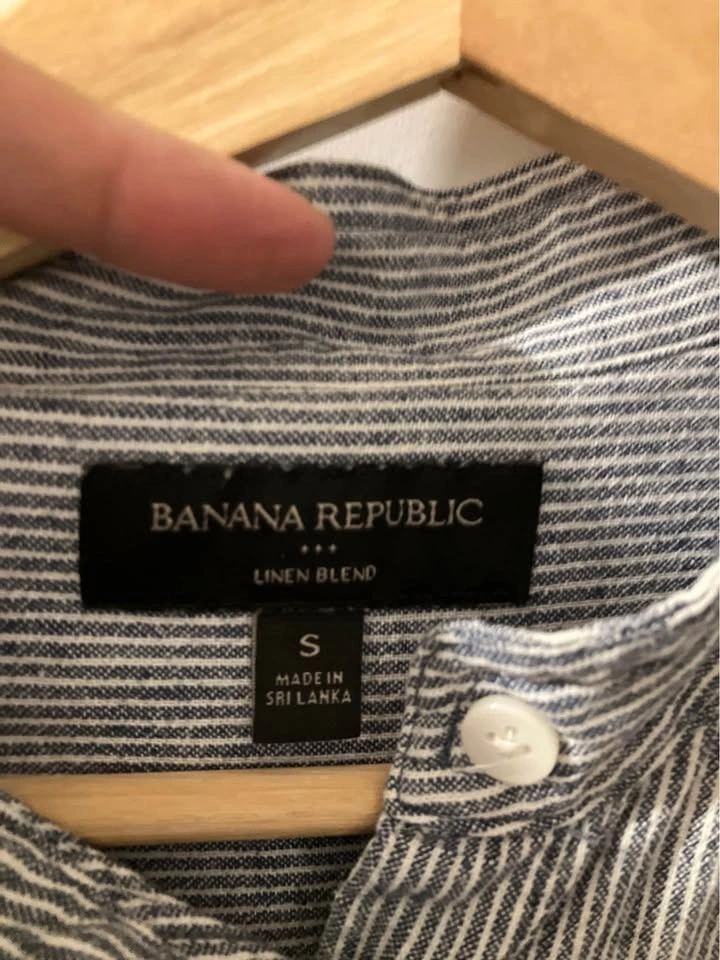 BANANA REPUBLIC
LINEN BLEND
S
MADE IN
SRI LANKA